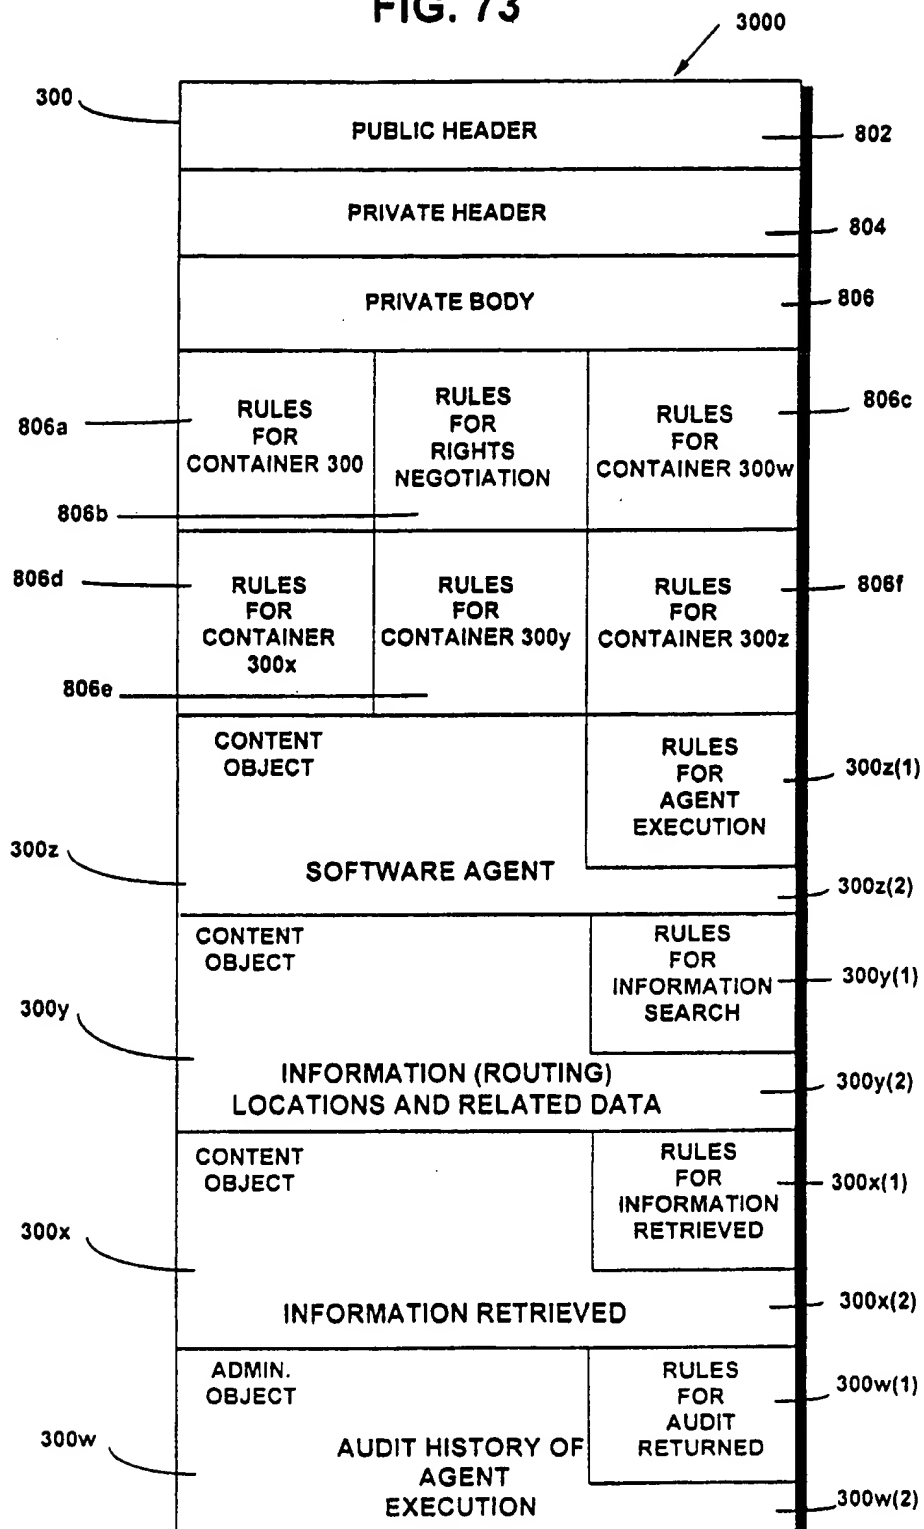 FIG. 73
3000
300
PUBLIC HEADER
802
PRIVATE HEADER
804
PRIVATE BODY
806
806a
RULES
FOR
CONTAINER 300
806b
RULES
FOR
RIGHTS
NEGOTIATION
RULES
FOR
CONTAINER 300w
806c
806d
RULES
FOR
CONTAINER
300x
806e
RULES
FOR
CONTAINER 300y
RULES
FOR
CONTAINER 300z
806f
CONTENT
OBJECT
RULES
FOR
AGENT
EXECUTION
300z(1)
300z
SOFTWARE AGENT
300z(2)
CONTENT
OBJECT
RULES
FOR
INFORMATION
SEARCH
300y(1)
300y
INFORMATION (ROUTING)
LOCATIONS AND RELATED DATA
300y(2)
CONTENT
OBJECT
RULES
FOR
INFORMATION
RETRIEVED
300x(1)
300x
INFORMATION RETRIEVED
300x(2)
ADMIN.
OBJECT
RULES
FOR
AUDIT
RETURNED
300w(1)
300w
AUDIT HISTORY OF
AGENT
EXECUTION
300w(2)